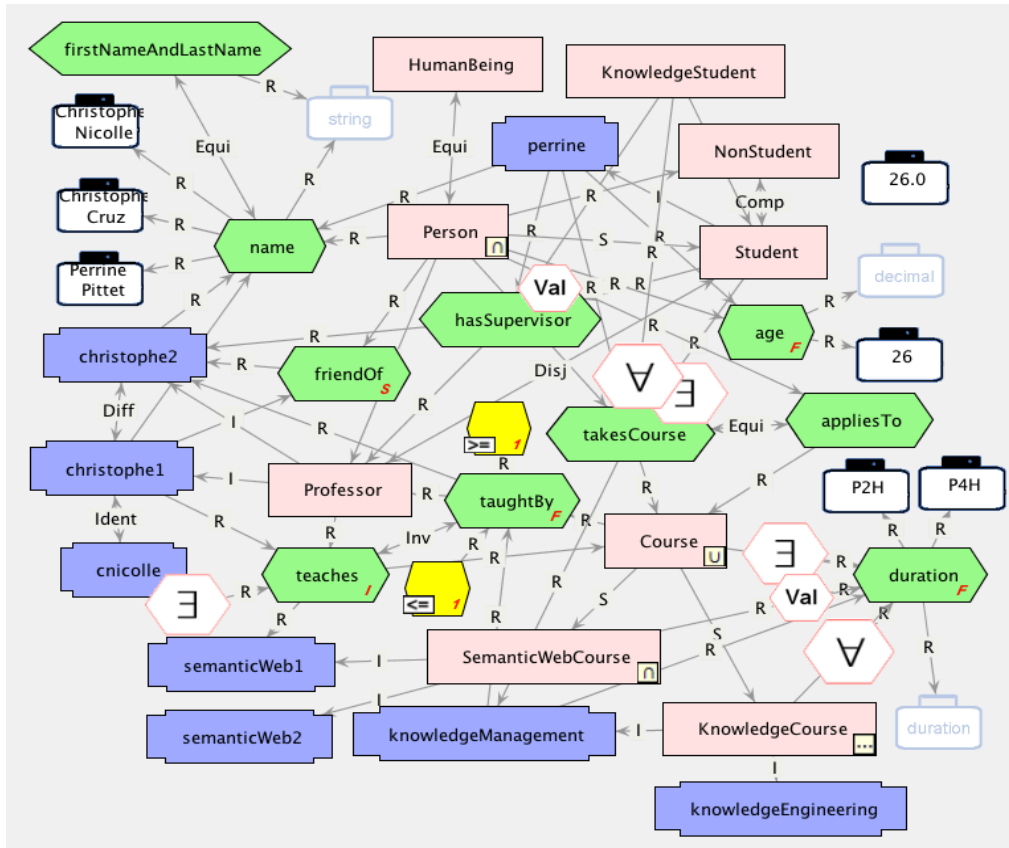 firstNameAndLastName
HumanBeing
KnowledgeStudent
R
Christophe
Nicolle
string
Equi
Equi
perrine
NonStudent
26.0
R
R
I
Comp
R
R
R
Christophe
Cruz
R
name
R
Person
∩
R
S
R
Student
Perrine
Pittet
R
Val
R
R
R
R
decimal
R
christophe2
R
R
hasSupervisor
R
age
F
R
26
R
friendOf
S
Disj
∀
∃
Diff
I
R
R
>=
1
takesCourse
Equi
appliesTo
christophe1
I
Professor
R
R
taughtBy
F
R
R
P2H
P4H
Ident
R
R
Inv
R
R
Course
∪
∃
R
R
cnicolle
∃
R
teaches
I
<=
1
R
R
S
R
Val
R
duration
F
R
R
semanticWeb1
I
SemanticWebCourse
∩
R
S
∀
R
semanticWeb2
I
knowledgeManagement
I
KnowledgeCourse
...
duration
I
knowledgeEngineering